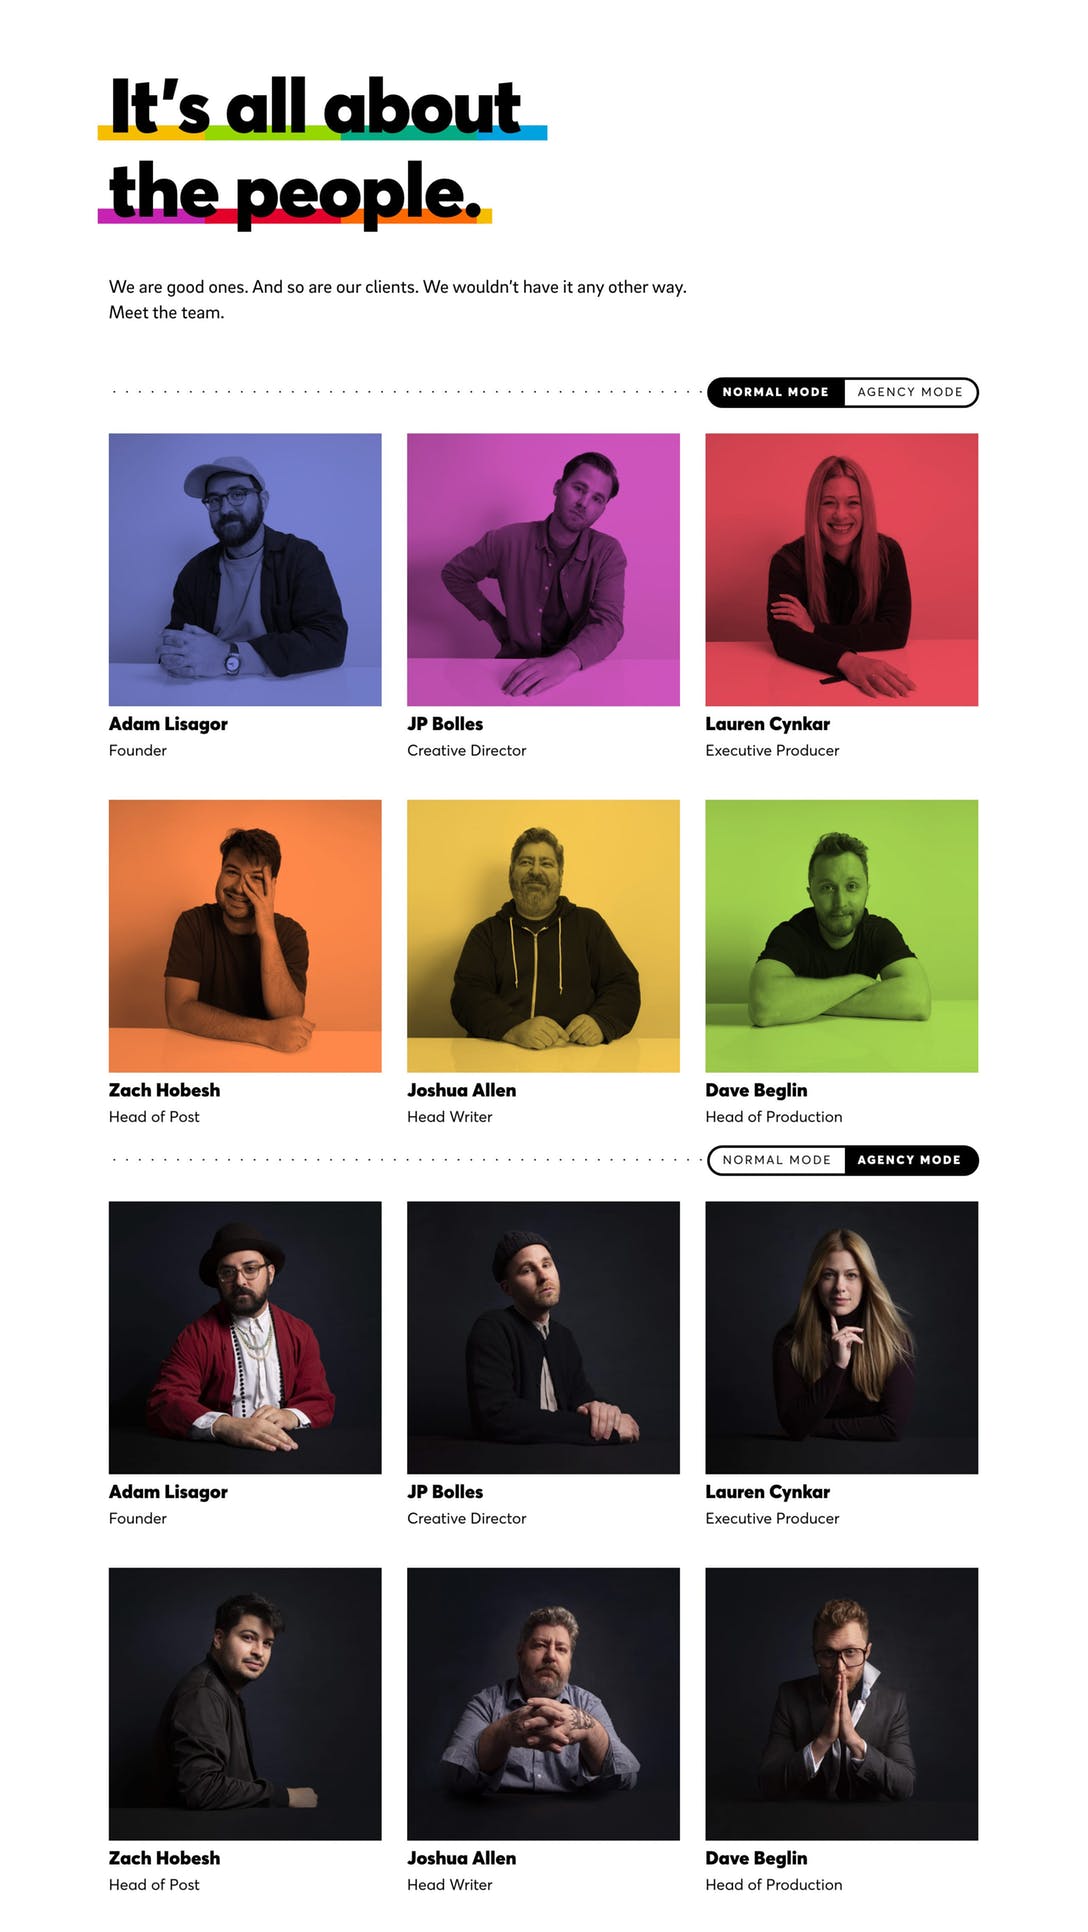 It’s all about
the people.
We are good ones. And so are our clients. We wouldn’t have it any other way.
Meet the team.
NORMAL MODE AGENCY MODE
Adam Lisagor JP Bolles Lauren Cynkar
Founder Creative Director Executive Producer
Zach Hobesh Joshua Allen Dave Beglin
Head of Post Head Writer Head of Production
NORMAL MODE AGENCY MODE
Adam Lisagor JP Bolles Lauren Cynkar
Founder Creative Director Executive Producer
Zach Hobesh Joshua Allen Dave Beglin
Head of Post Head Writer Head of Production